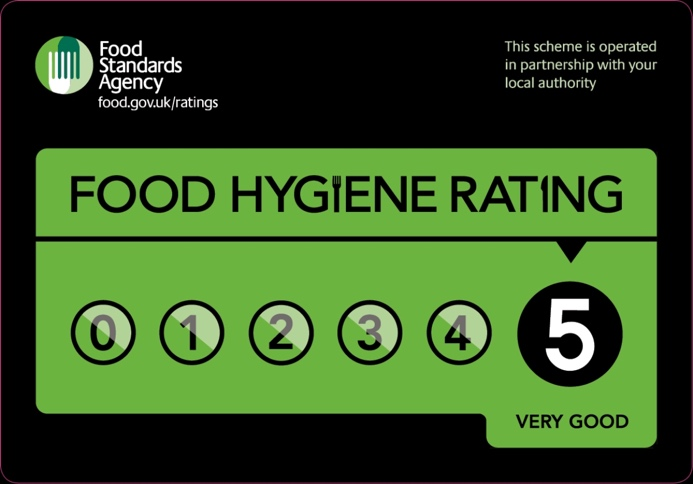 Food
Standards
Agency
food.gov.uk/ratings
This scheme is operated
in partnership with your
local authority
FOOD HYGIENE RATING
0 1 2 3 4 5
VERY GOOD